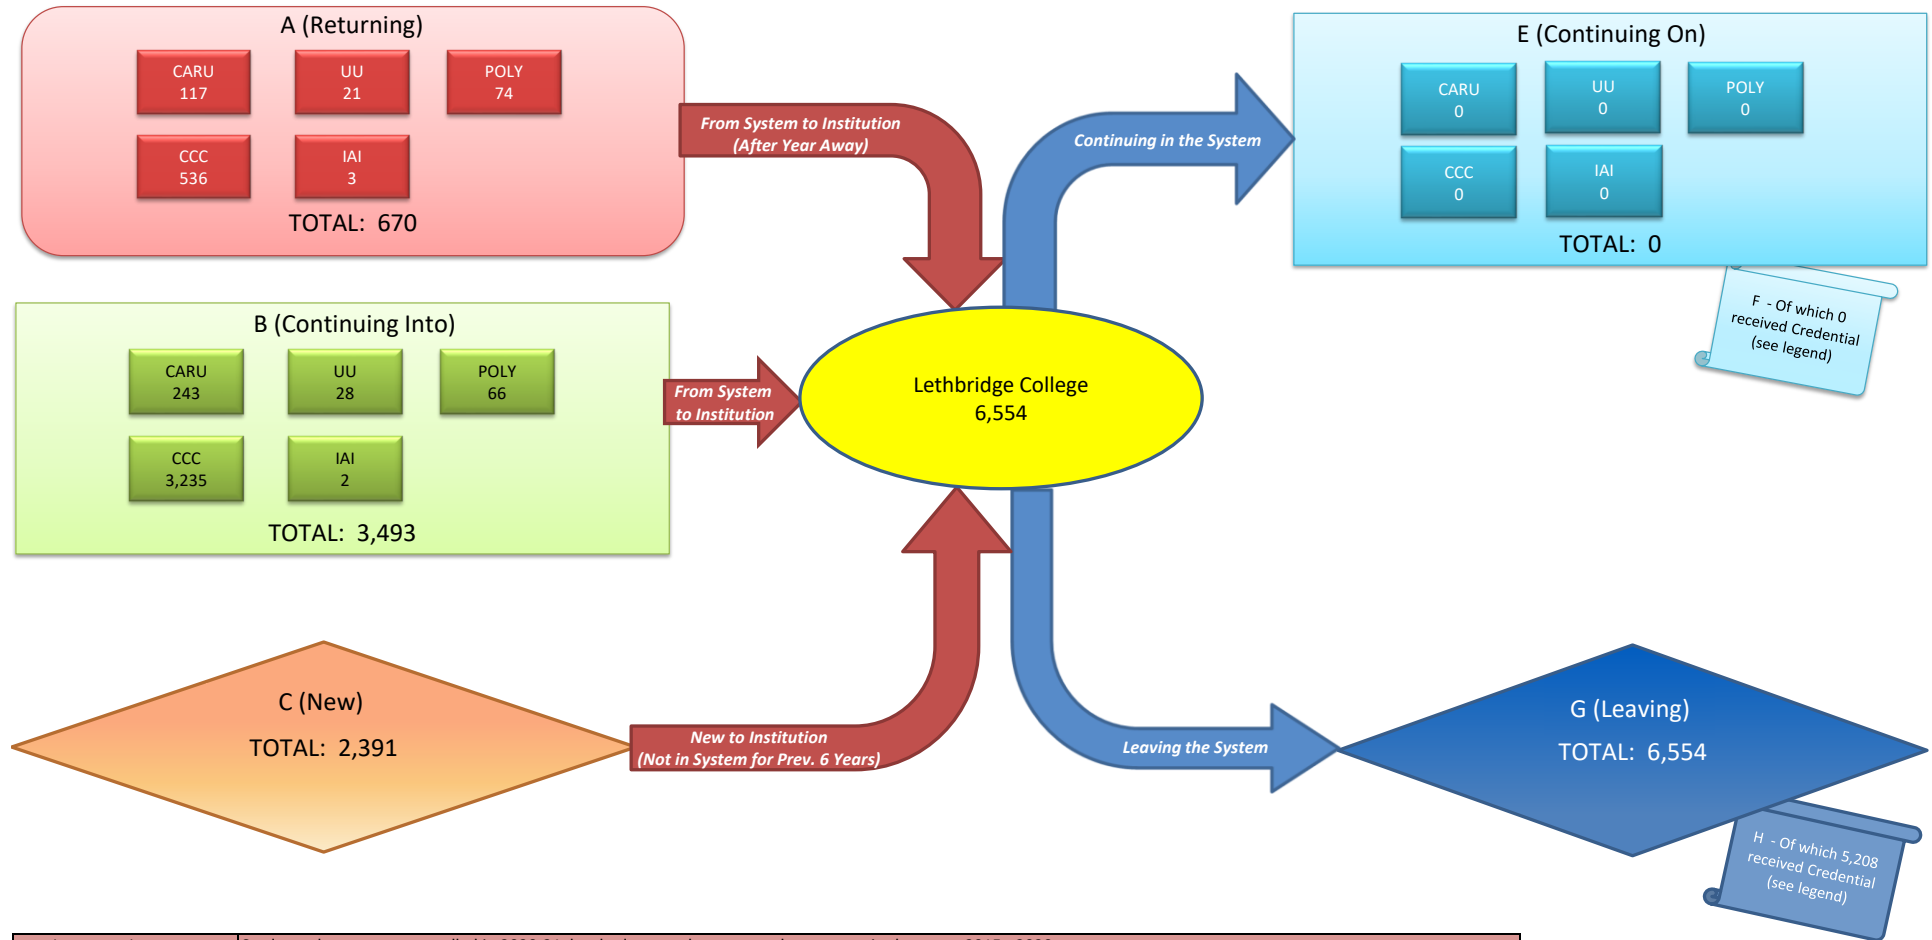 A (Returning)
CARU
117
UU
21
POLY
74
CCC
536
IAI
3
TOTAL: 670
From System to Institution
(After Year Away)
B (Continuing Into)
CARU
243
UU
28
POLY
66
CCC
3,235
IAI
2
TOTAL: 3,493
From System
to Institution
C (New)
TOTAL: 2,391
New to Institution
(Not in System for Prev. 6 Years)
Lethbridge College
6,554
Continuing in the System
E (Continuing On)
CARU
0
UU
0
POLY
0
CCC
0
IAI
0
TOTAL: 0
F - Of which 0
received Credential
(see legend)
Leaving the System
G (Leaving)
TOTAL: 6,554
H - Of which 5,208
received Credential
(see legend)